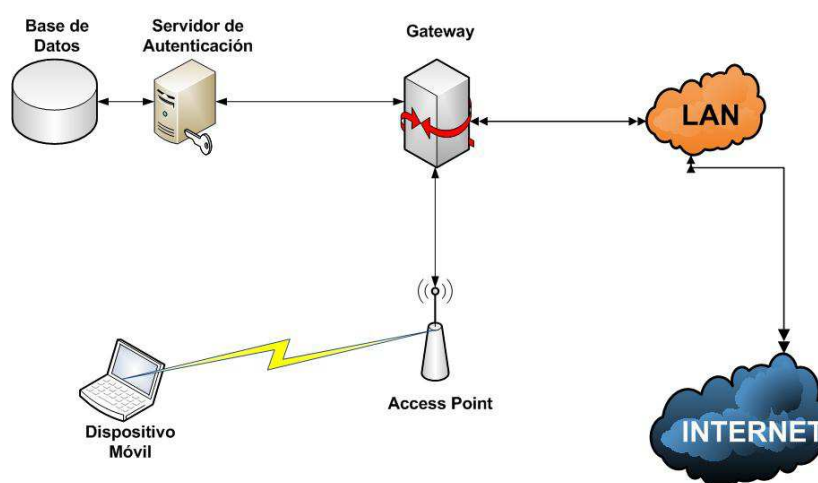 Base de
Datos
Servidor de
Autenticación
Gateway
LAN
Access Point
Dispositivo
Móvil
INTERNET